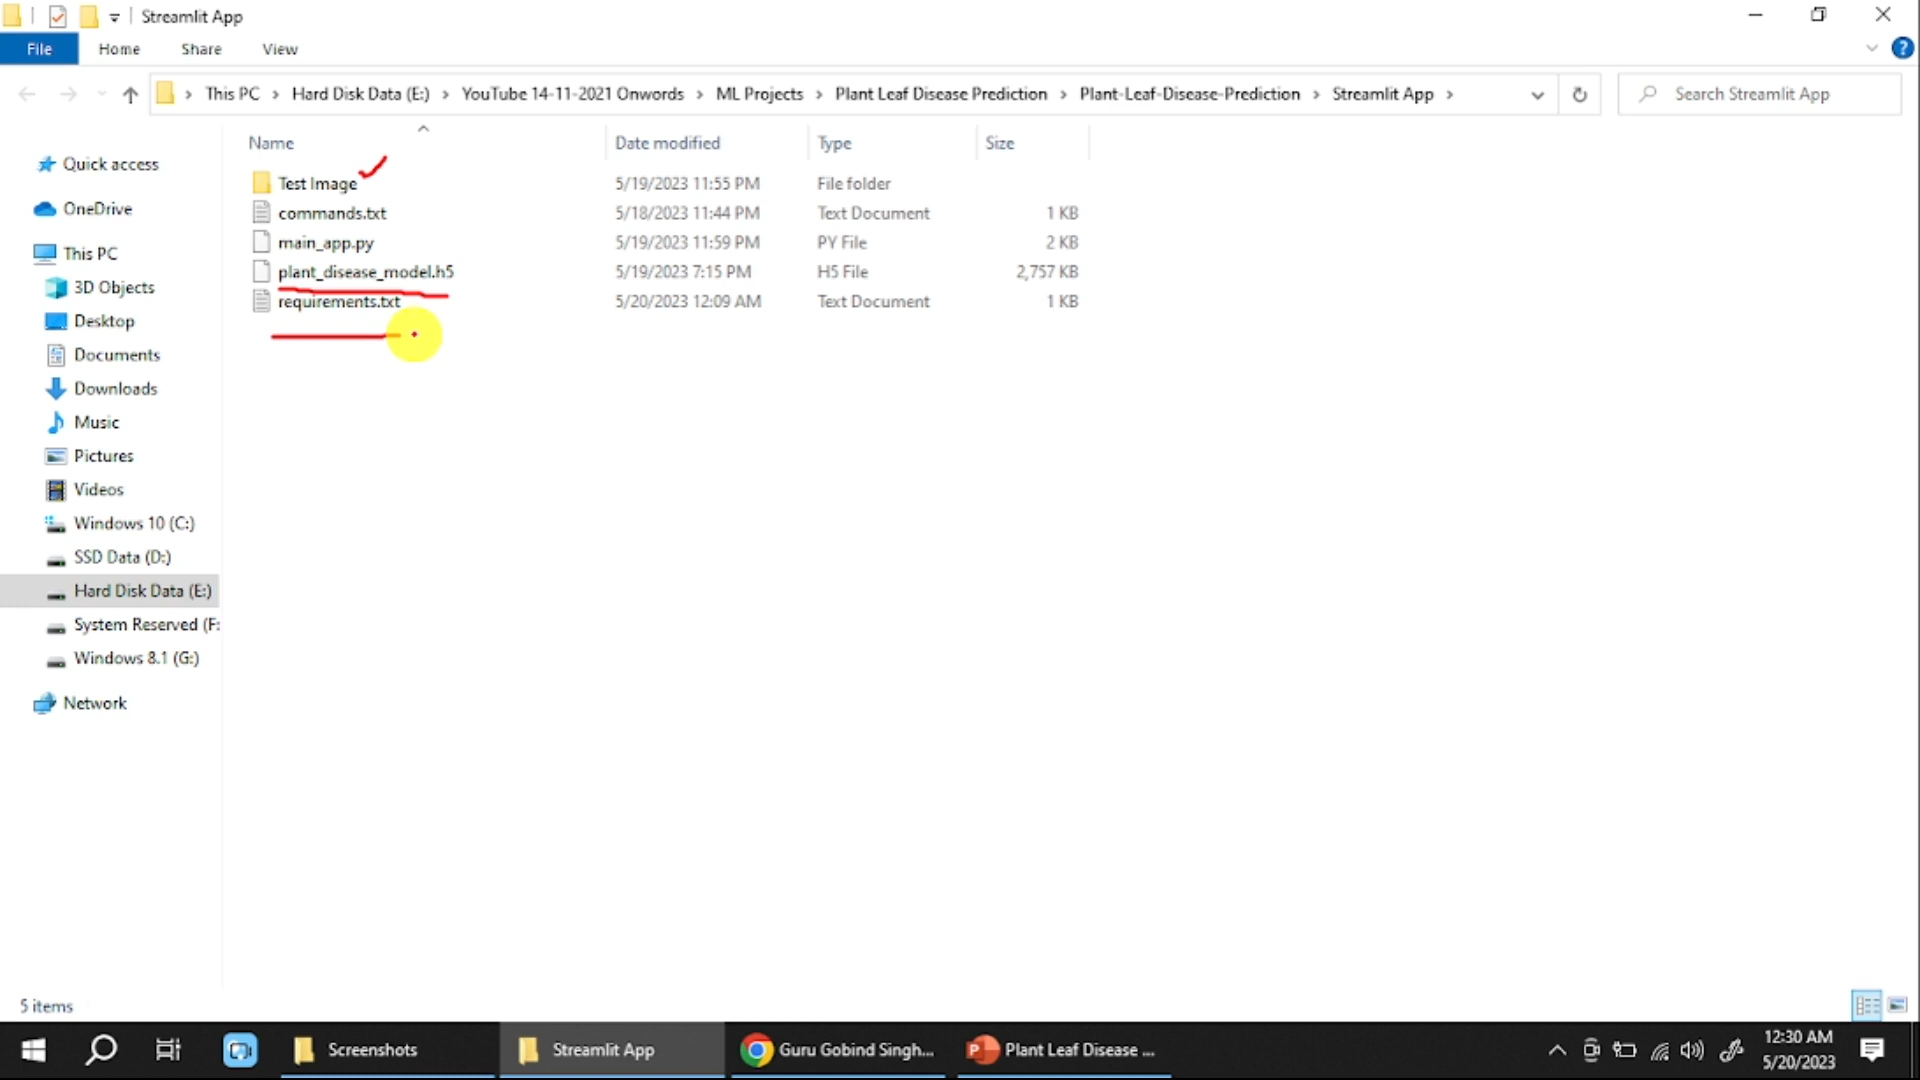 Streamlit App
File Home Share View
This PC Hard Disk Data (E:) YouTube 14-11-2021 Onwords ML Projects Plant Leaf Disease Prediction Plant-Leaf-Disease-Prediction Streamlit App Search Streamlit App
Name Date modified Type Size
Test Image 5/19/2023 11:55 PM File folder
commands.txt 5/18/2023 11:44 PM Text Document 1 KB
main_app.py 5/19/2023 11:59 PM PY File 2 KB
plant_disease_model.h5 5/19/2023 7:15 PM H5 File 2,757 KB
requirements.txt 5/20/2023 12:09 AM Text Document 1 KB
Quick access
OneDrive
This PC
3D Objects
Desktop
Documents
Downloads
Music
Pictures
Videos
Windows 10 (C:)
SSD Data (D:)
Hard Disk Data (E:)
System Reserved (F:
Windows 8.1 (G:)
Network
5 items
Screenshots Streamlit App Guru Gobind Singh... Plant Leaf Disease ...
12:30 AM
5/20/2023